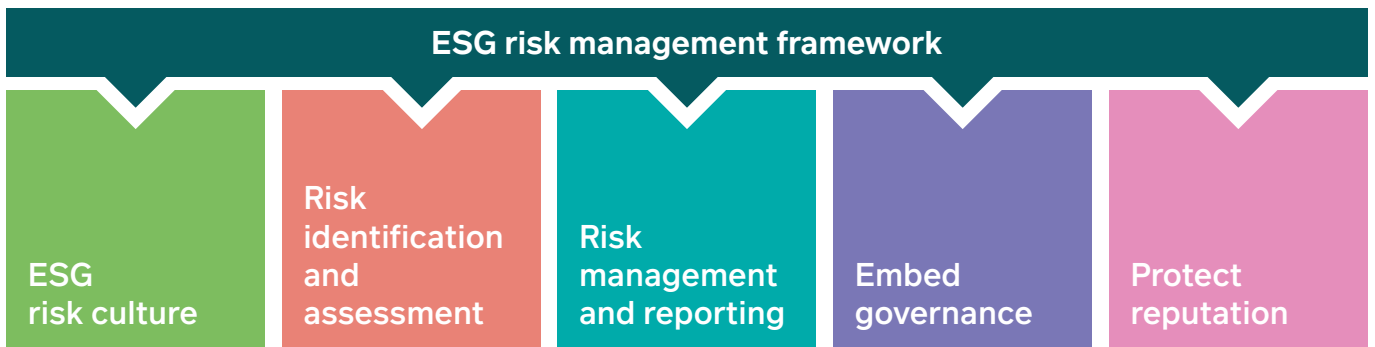 ESG risk management framework
ESG
risk culture
Risk
identification
and
assessment
Risk
management
and reporting
Embed
governance
Protect
reputation